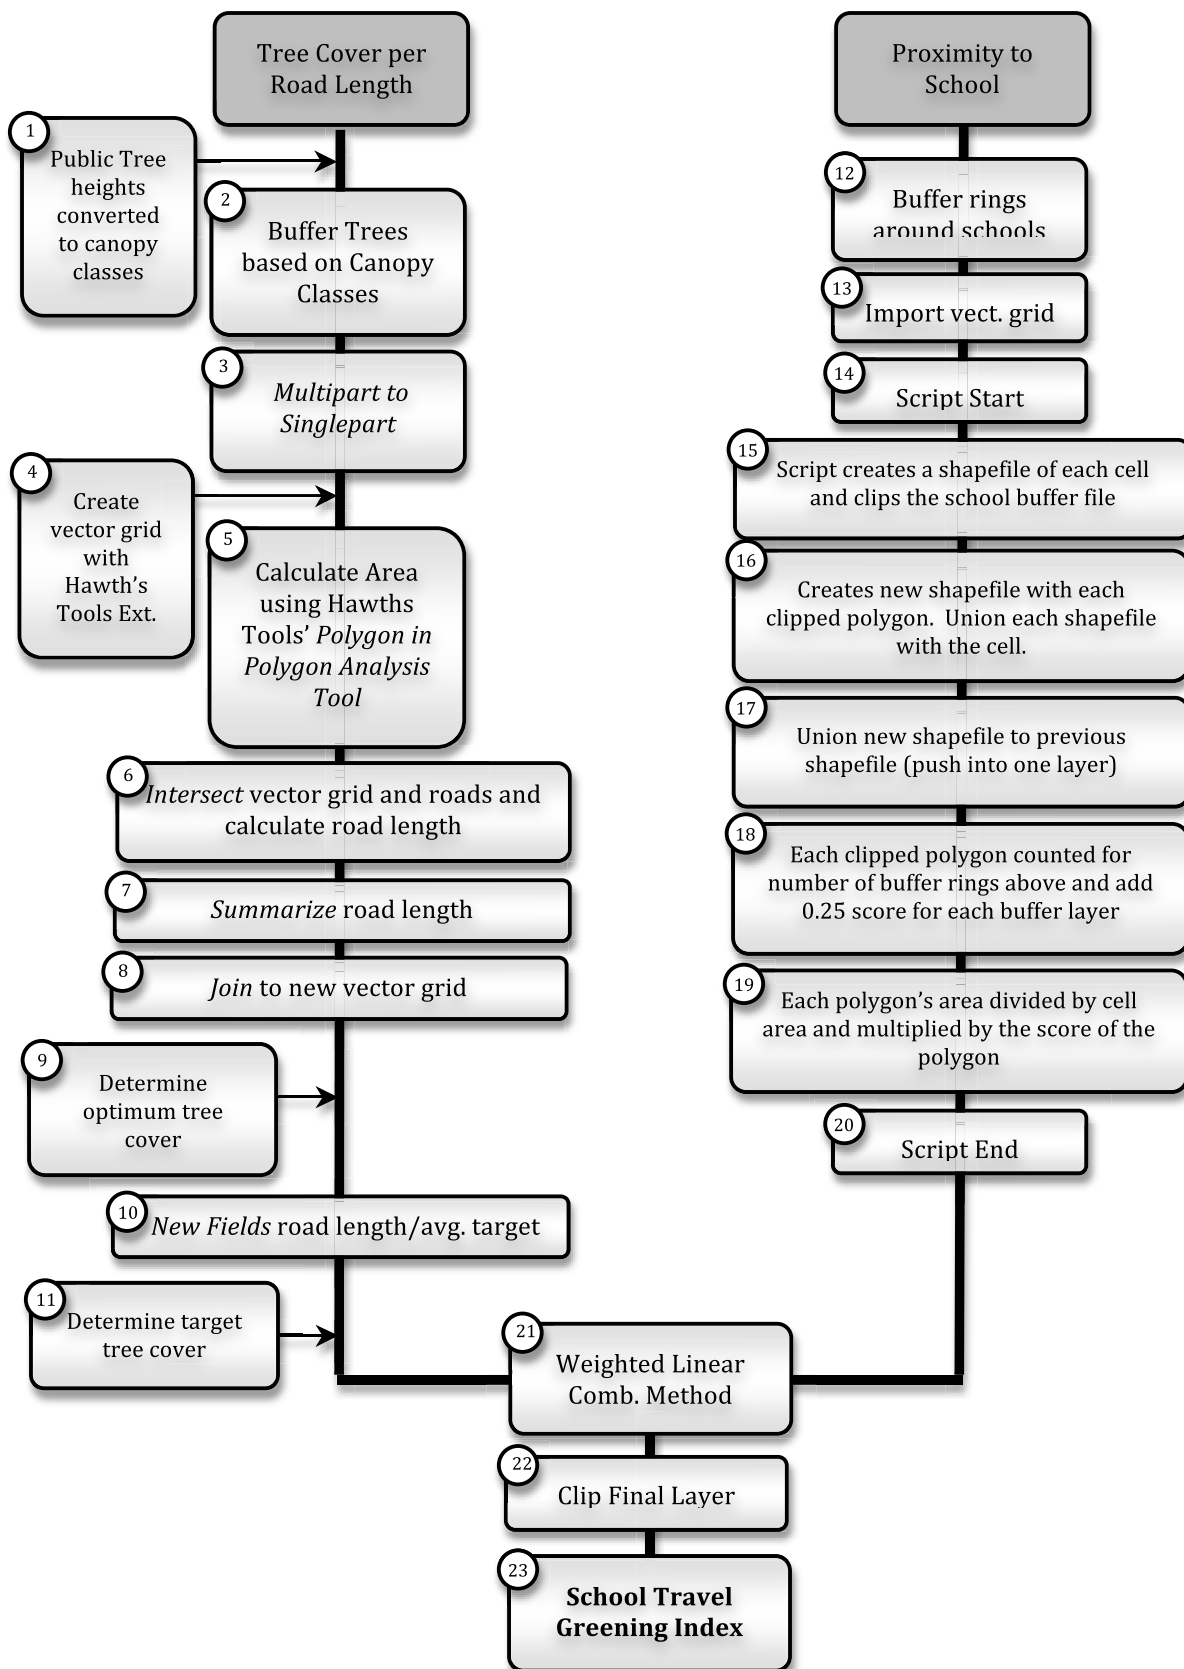 Tree Cover per
Road Length
1
Public Tree
heights
converted
to canopy
classes
2
Buffer Trees
based on Canopy
Classes
3
Multipart to
Singlepart
4
Create
vector grid
with
Hawth's
Tools Ext.
5
Calculate Area
using Hawths
Tools' Polygon in
Polygon Analysis
Tool
6
Intersect vector grid and roads and
calculate road length
7
Summarize road length
8
Join to new vector grid
9
Determine
optimum tree
cover
10
New Fields road length/avg. target
11
Determine target
tree cover
Proximity to
School
12
Buffer rings
around schools
13
Import vect. grid
14
Script Start
15
Script creates a shapefile of each cell
and clips the school buffer file
16
Creates new shapefile with each
clipped polygon.  Union each shapefile
with the cell.
17
Union new shapefile to previous
shapefile (push into one layer)
18
Each clipped polygon counted for
number of buffer rings above and add
0.25 score for each buffer layer
19
Each polygon's area divided by cell
area and multiplied by the score of the
polygon
20
Script End
21
Weighted Linear
Comb. Method
22
Clip Final Layer
23
School Travel
Greening Index